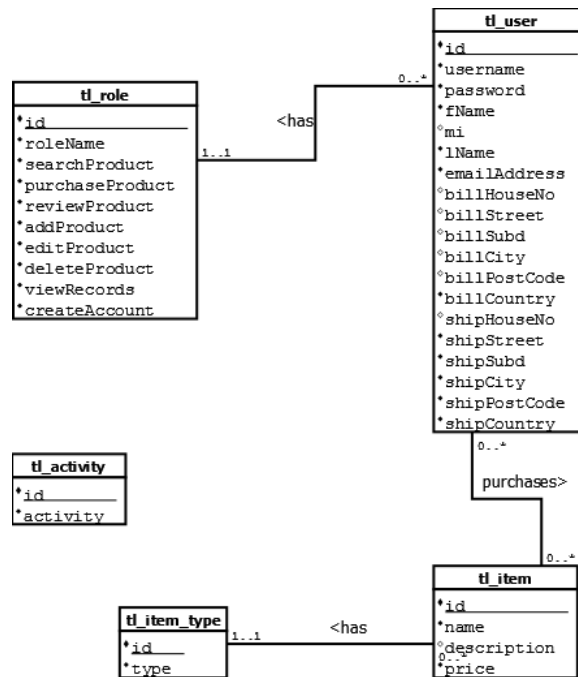 tl_user
id
username
password
fName
mi
lName
emailAddress
billHouseNo
billStreet
billSubd
billCity
billPostCode
billCountry
shipHouseNo
shipStreet
shipSubd
shipCity
shipPostCode
shipCountry
0..*
<has
1..1
tl_role
id
roleName
searchProduct
purchaseProduct
reviewProduct
addProduct
editProduct
deleteProduct
viewRecords
createAccount
0..*
purchases>
0..*
tl_activity
id
activity
tl_item
id
name
description
price
0..*
<has
1..1
tl_item_type
id
type